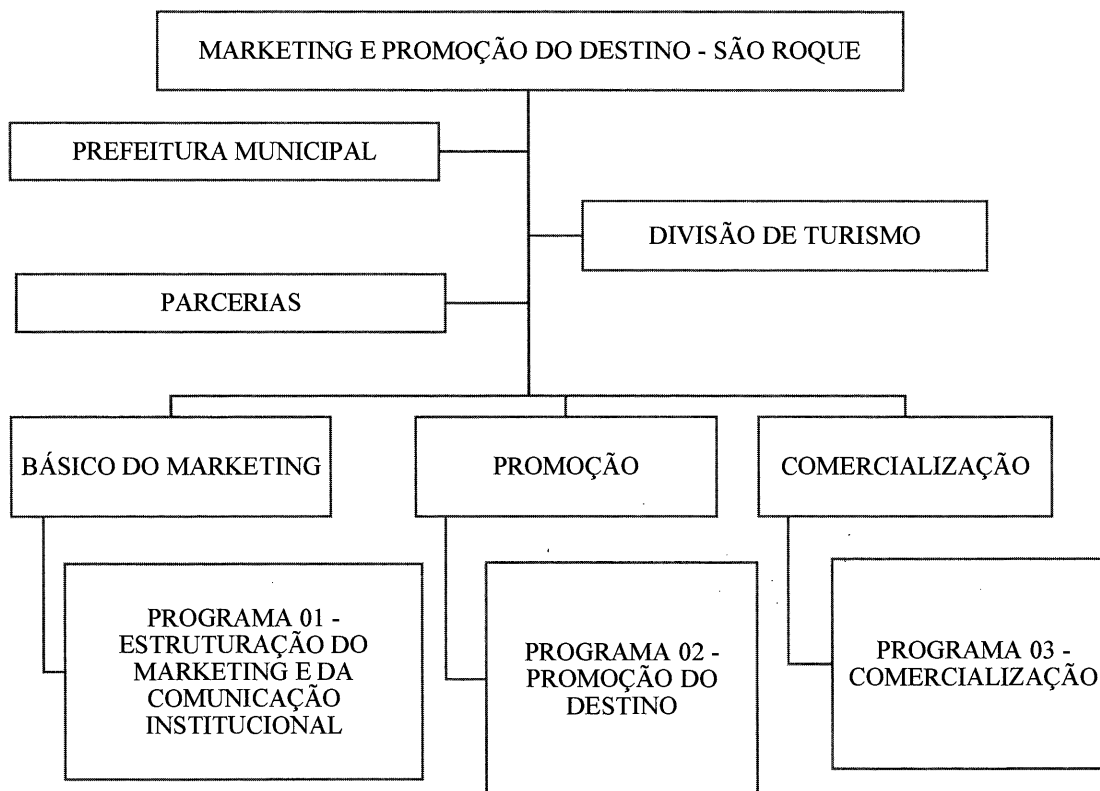 MARKETING E PROMOÇÃO DO DESTINO - SÃO ROQUE
PREFEITURA MUNICIPAL
DIVISÃO DE TURISMO
PARCERIAS
BÁSICO DO MARKETING
PROMOÇÃO
COMERCIALIZAÇÃO
PROGRAMA 01 -
ESTRUTURAÇÃO DO
MARKETING E DA
COMUNICAÇÃO
INSTITUCIONAL
PROGRAMA 02 -
PROMOÇÃO DO
DESTINO
PROGRAMA 03 -
COMERCIALIZAÇÃO